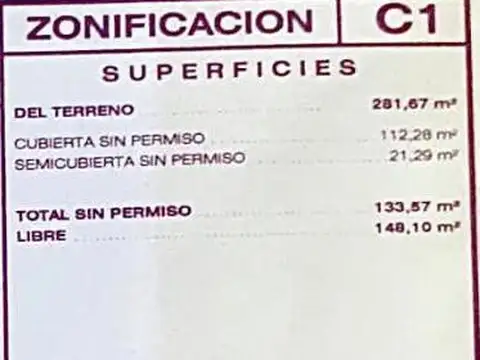 ZONIFICACION C1
SUPERFICIES
DEL TERRENO 281,67 m²
CUBIERTA SIN PERMISO 112,28 m²
SEMICUBIERTA SIN PERMISO 21,29 m²
TOTAL SIN PERMISO 133,57 m²
LIBRE 148,10 m²